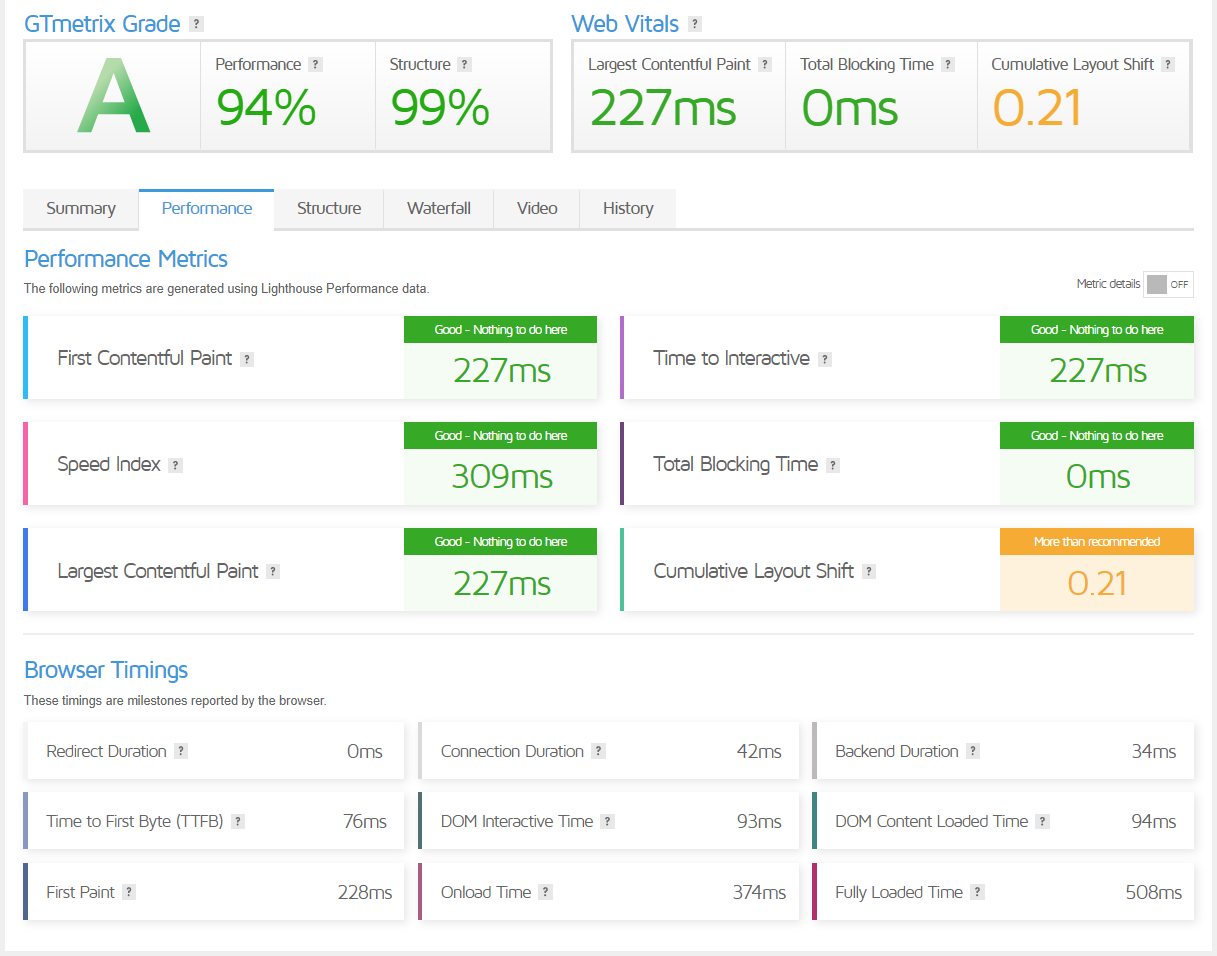 GTmetrix Grade ?
Web Vitals ?
A
Performance ?
94%
Structure ?
99%
Largest Contentful Paint ?
227ms
Total Blocking Time ?
0ms
Cumulative Layout Shift ?
0.21
Summary Performance Structure Waterfall Video History
Performance Metrics
The following metrics are generated using Lighthouse Performance data.
Metric details OFF
First Contentful Paint ?
Good - Nothing to do here
227ms
Time to Interactive ?
Good - Nothing to do here
227ms
Speed Index ?
Good - Nothing to do here
309ms
Total Blocking Time ?
Good - Nothing to do here
0ms
Largest Contentful Paint ?
Good - Nothing to do here
227ms
Cumulative Layout Shift ?
More than recommended
0.21
Browser Timings
These timings are milestones reported by the browser.
Redirect Duration ? 0ms
Connection Duration ? 42ms
Backend Duration ? 34ms
Time to First Byte (TTFB) ? 76ms
DOM Interactive Time ? 93ms
DOM Content Loaded Time ? 94ms
First Paint ? 228ms
Onload Time ? 374ms
Fully Loaded Time ? 508ms